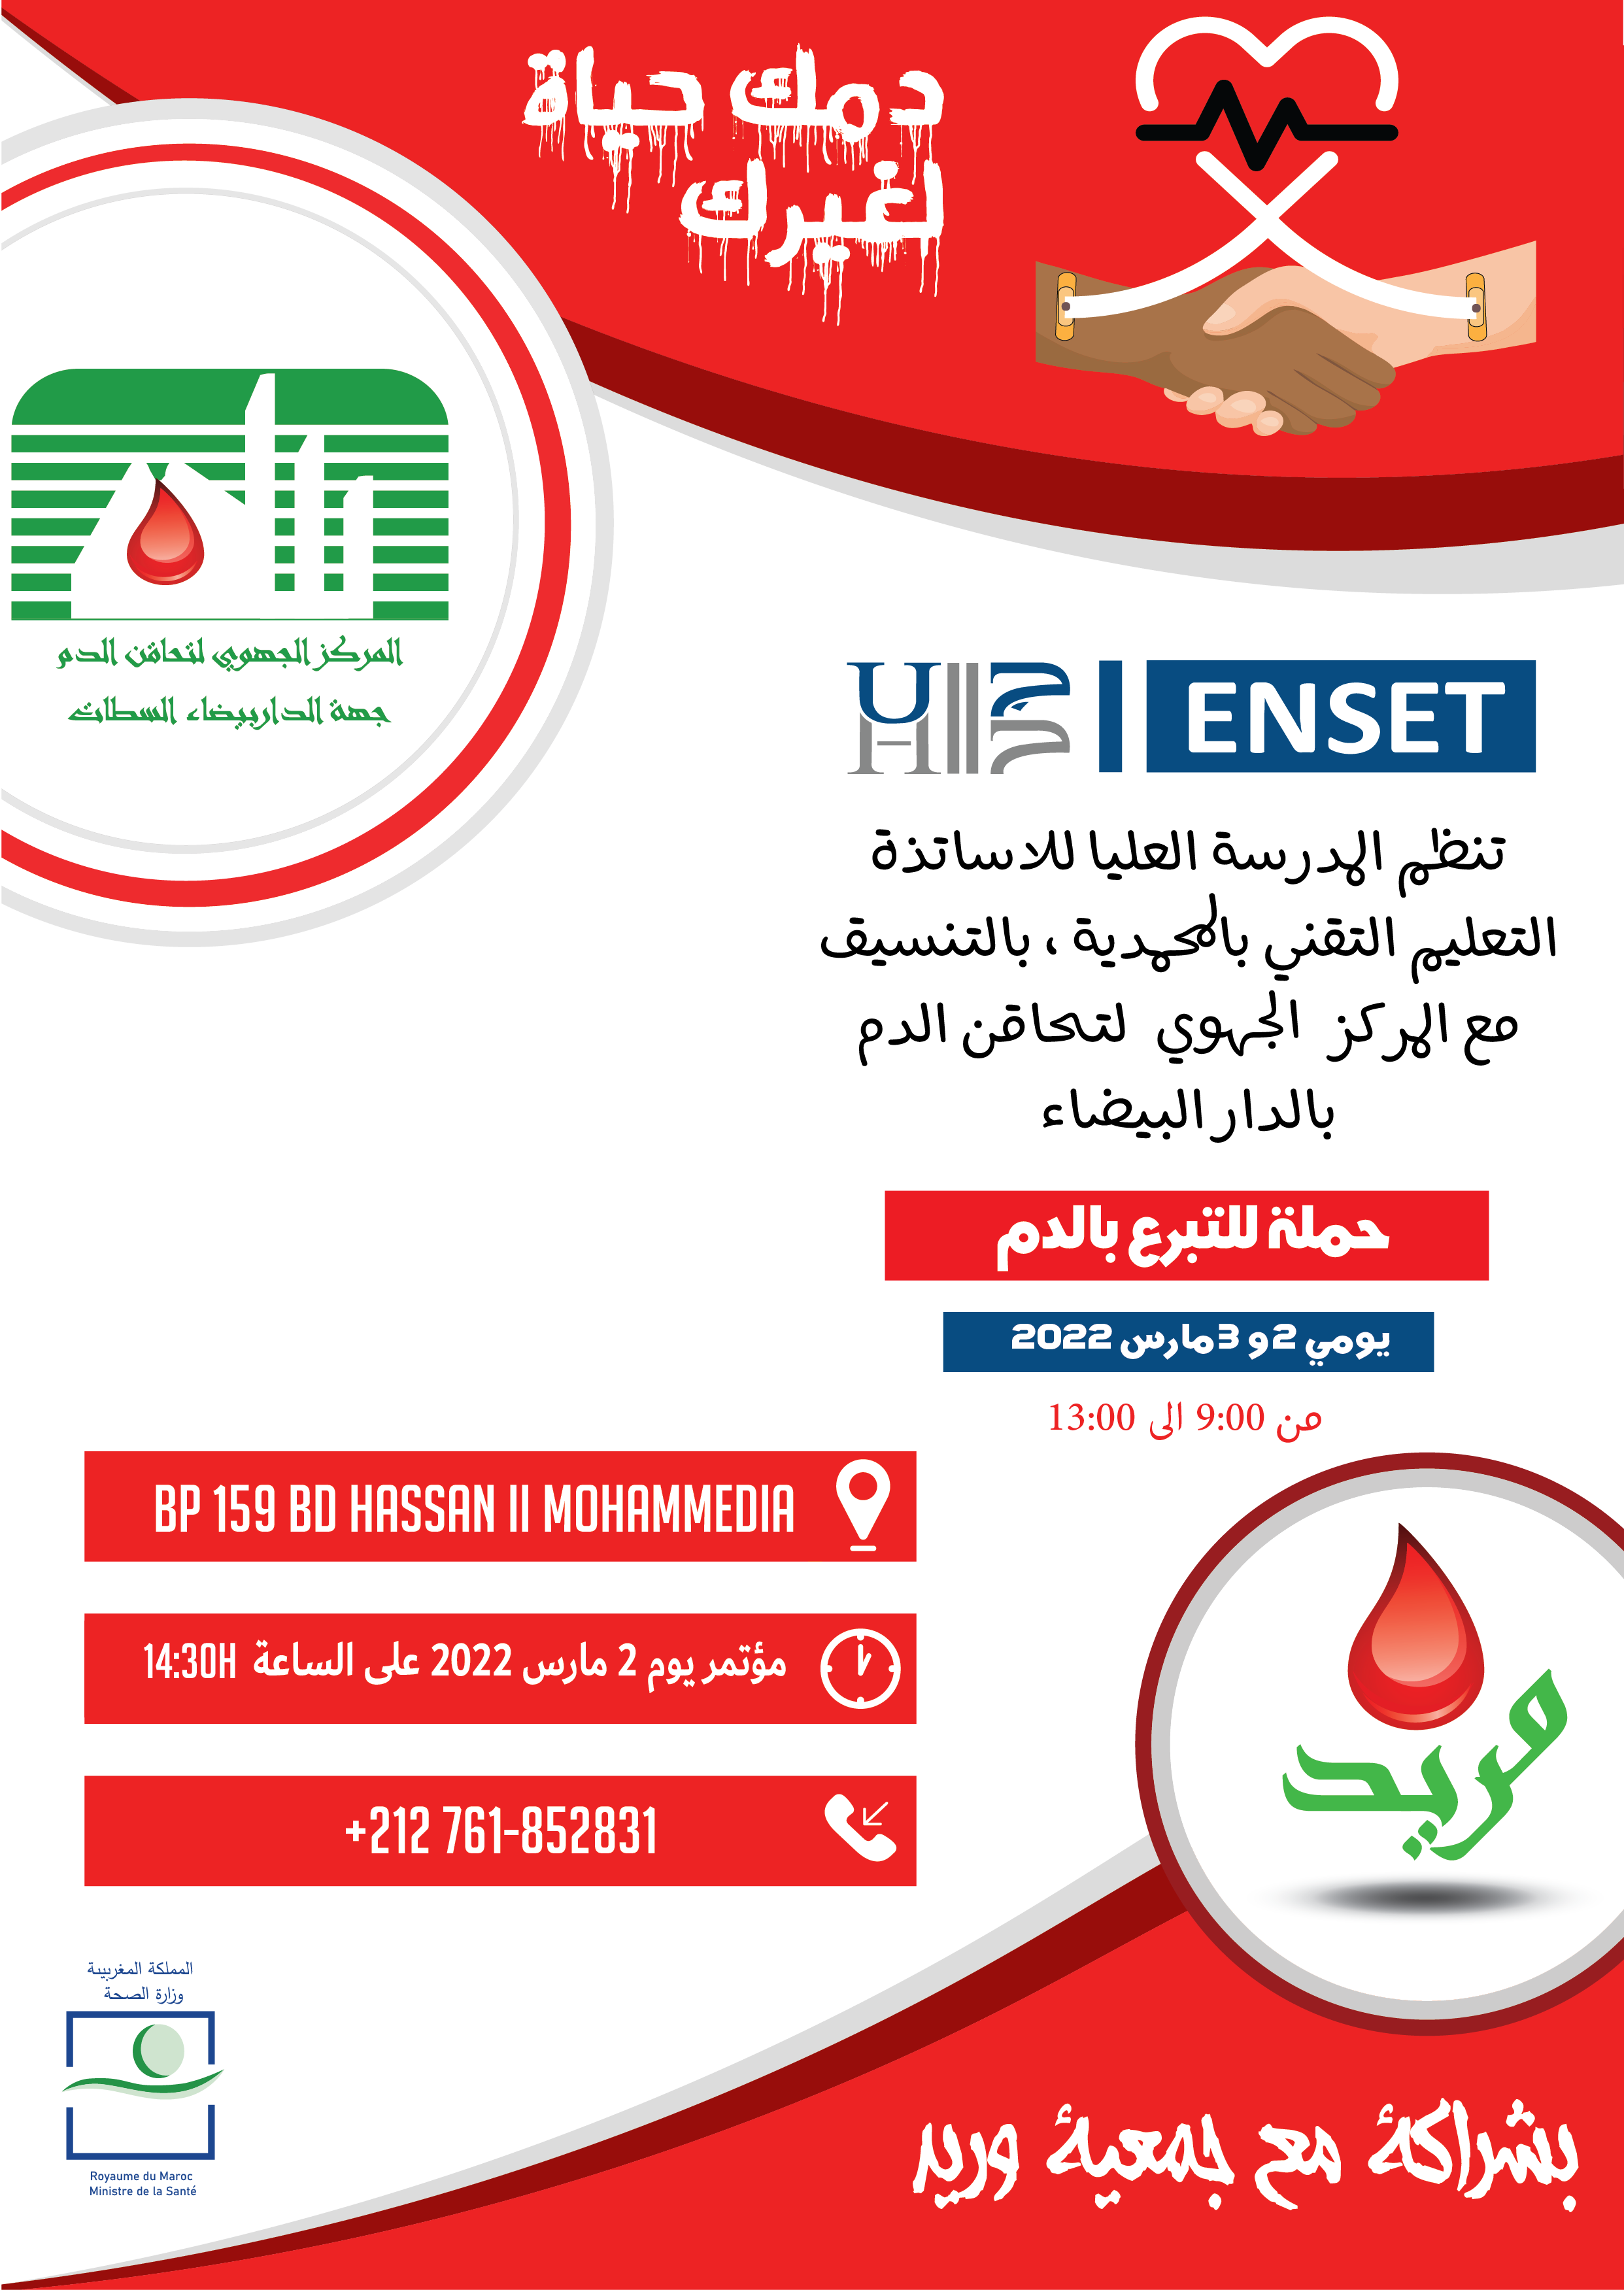 دمك حياة
لغيرك
المركز الجهوي لتحاقن الدم
جهة الداربيضاء السطات
UH2C ENSET
تنظم المدرسة العليا للاساتذة
التعليم التقني بالمحمدية ، بالتنسيق
مع المركز الجهوي لتحاقن الدم
بالدار البيضاء
حملة للتبرع بالدم
يومي 2 و 3 مارس 2022
من 9:00 الى 13:00
BP 159 BD HASSAN II MOHAMMEDIA
مؤتمر يوم 2 مارس 2022 على الساعة 14:30H
+212 761-852831
وريد
المملكة المغربية
وزارة الصحة
Royaume du Maroc
Ministre de la Santé
بشراكة مع جمعية وريد